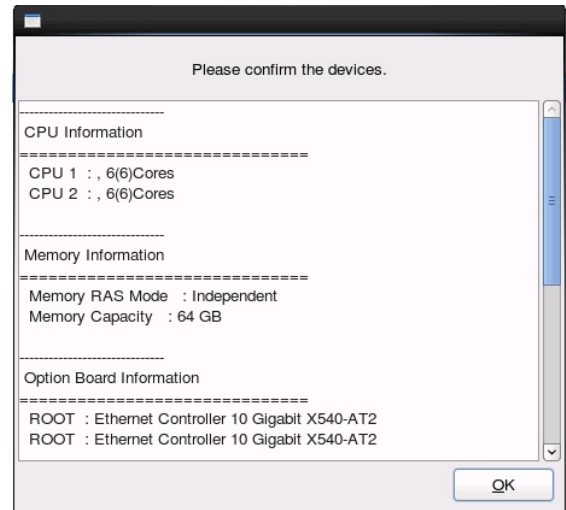 Please confirm the devices.
------------------------------
CPU Information
==============================
CPU 1 : , 6(6)Cores
CPU 2 : , 6(6)Cores
------------------------------
Memory Information
==============================
Memory RAS Mode : Independent
Memory Capacity : 64 GB
------------------------------
Option Board Information
==============================
ROOT : Ethernet Controller 10 Gigabit X540-AT2
ROOT : Ethernet Controller 10 Gigabit X540-AT2
OK